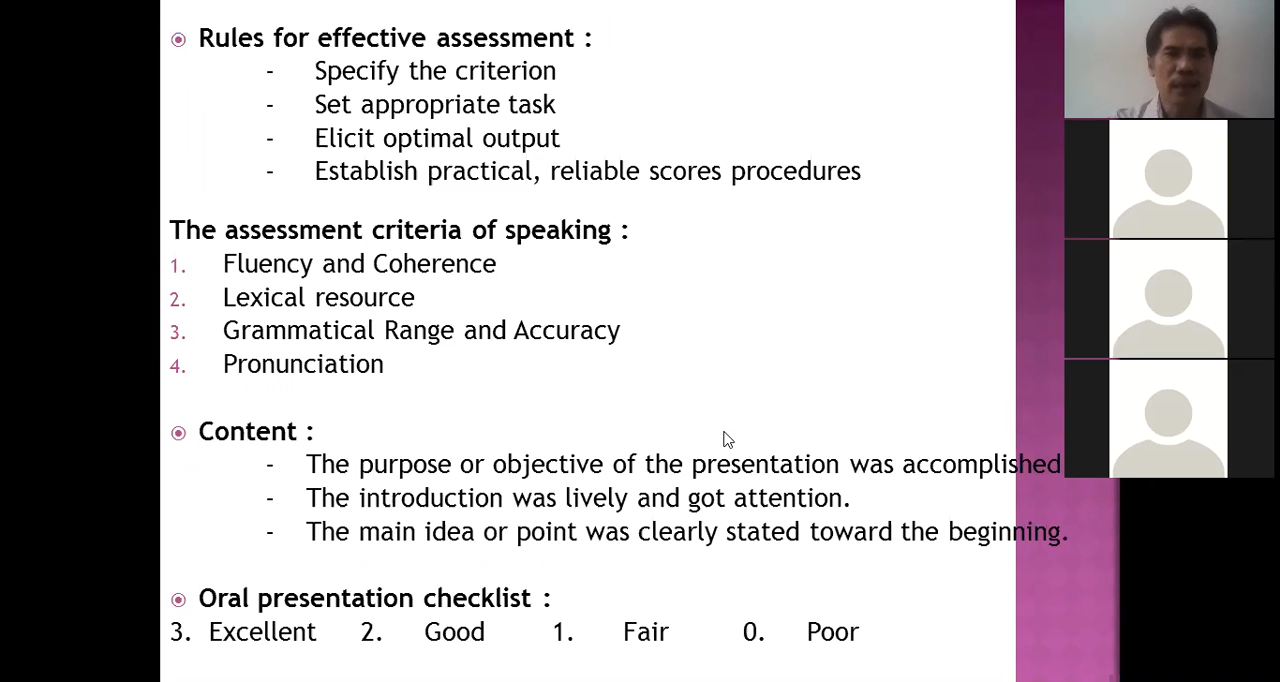 Rules for effective assessment :
- Specify the criterion
- Set appropriate task
- Elicit optimal output
- Establish practical, reliable scores procedures
The assessment criteria of speaking :
1. Fluency and Coherence
2. Lexical resource
3. Grammatical Range and Accuracy
4. Pronunciation
Content :
- The purpose or objective of the presentation was accomplished
- The introduction was lively and got attention.
- The main idea or point was clearly stated toward the beginning.
Oral presentation checklist :
3. Excellent 2. Good 1. Fair 0. Poor